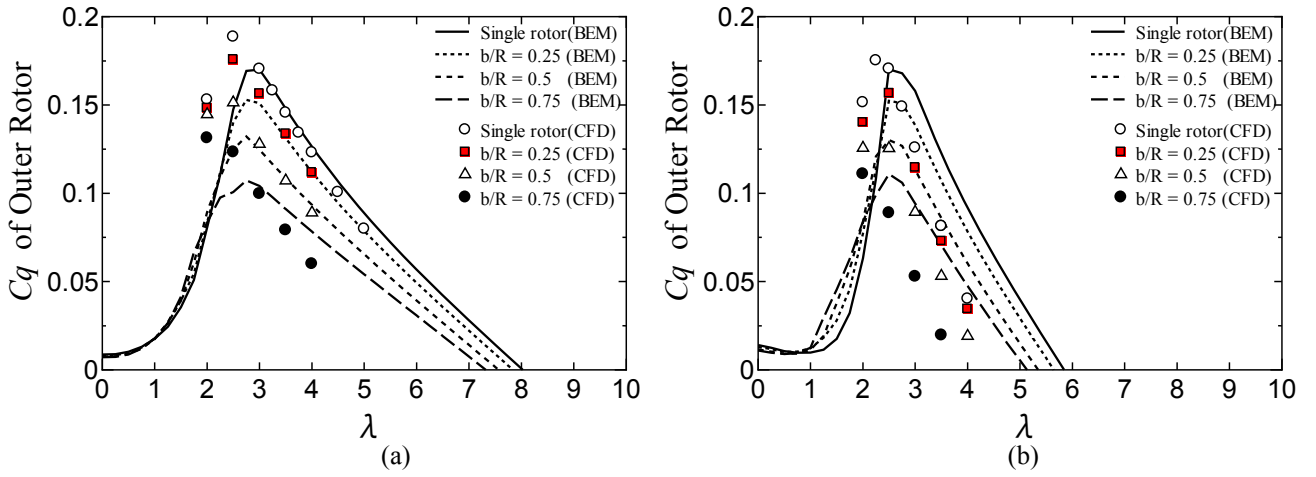 0.2
0.15
0.1
0.05
0
Cq of Outer Rotor
Single rotor(BEM)
b/R = 0.25 (BEM)
b/R = 0.5 (BEM)
b/R = 0.75 (BEM)
Single rotor(CFD)
b/R = 0.25 (CFD)
b/R = 0.5 (CFD)
b/R = 0.75 (CFD)
0 1 2 3 4 5 6 7 8 9 10
λ
(a)
0.2
0.15
0.1
0.05
0
Cq of Outer Rotor
Single rotor(BEM)
b/R = 0.25 (BEM)
b/R = 0.5 (BEM)
b/R = 0.75 (BEM)
Single rotor(CFD)
b/R = 0.25 (CFD)
b/R = 0.5 (CFD)
b/R = 0.75 (CFD)
0 1 2 3 4 5 6 7 8 9 10
λ
(b)